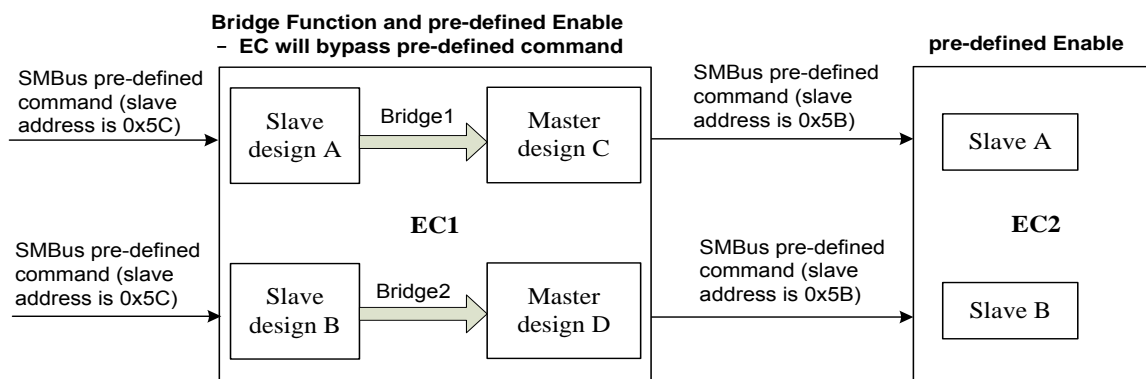 Bridge Function and pre-defined Enable
– EC will bypass pre-defined command
pre-defined Enable
SMBus pre-defined
command (slave
address is 0x5C)
Slave
design A
Bridge1
Master
design C
SMBus pre-defined
command (slave
address is 0x5B)
Slave A
EC1
EC2
SMBus pre-defined
command (slave
address is 0x5C)
Slave
design B
Bridge2
Master
design D
SMBus pre-defined
command (slave
address is 0x5B)
Slave B